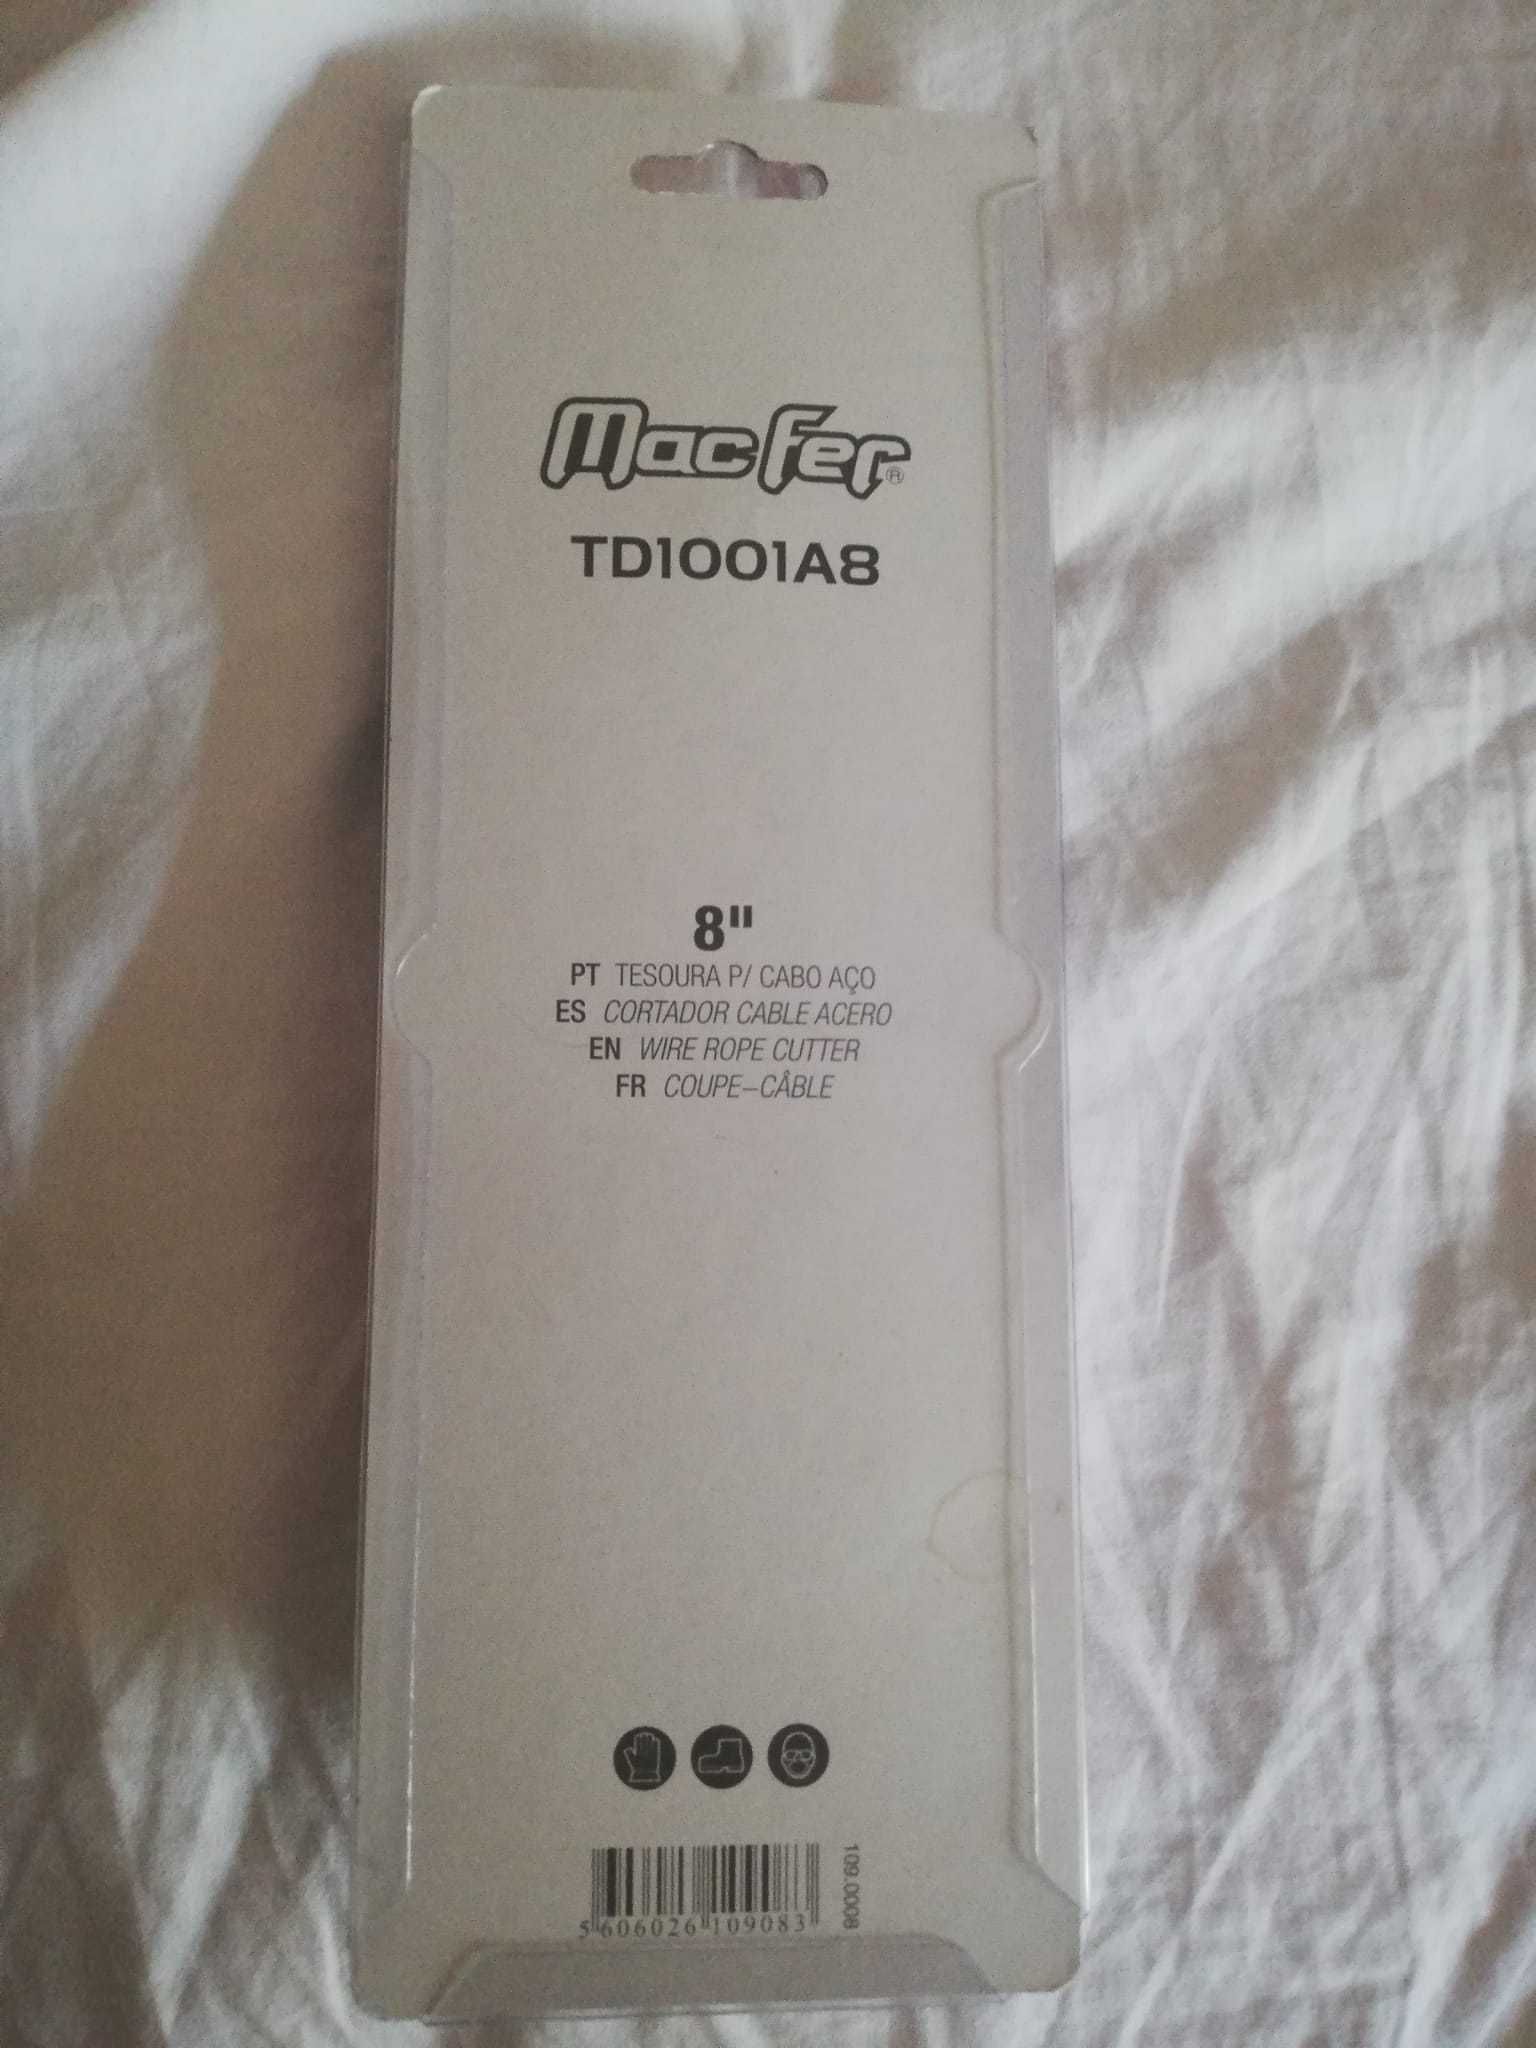 Mac Fer®
TD1001A8
8"
PT TESOURA P/ CABO AÇO
ES CORTADOR CABLE ACERO
EN WIRE ROPE CUTTER
FR COUPE-CÂBLE
109.0008
5 606026 109083